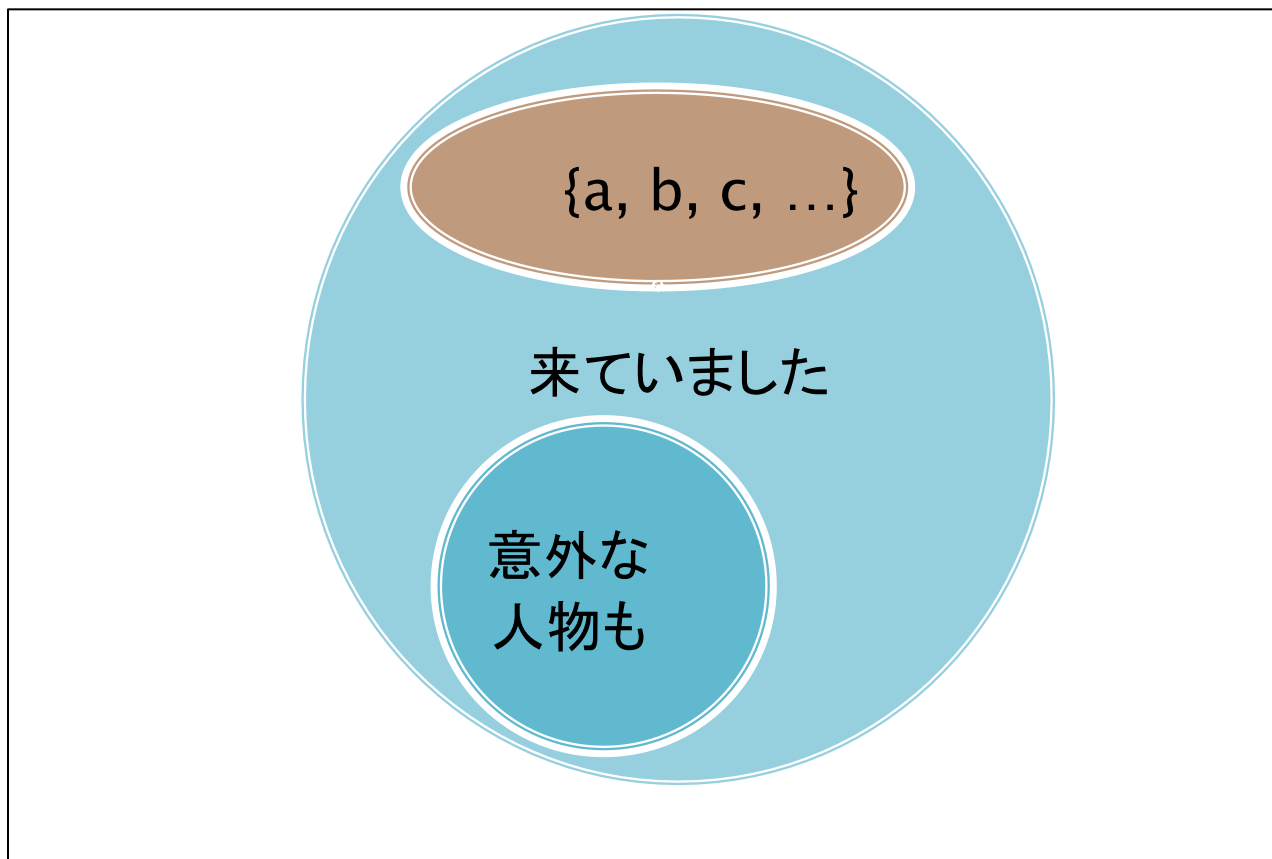 {a, b, c, …}
来ていました
意外な
人物も